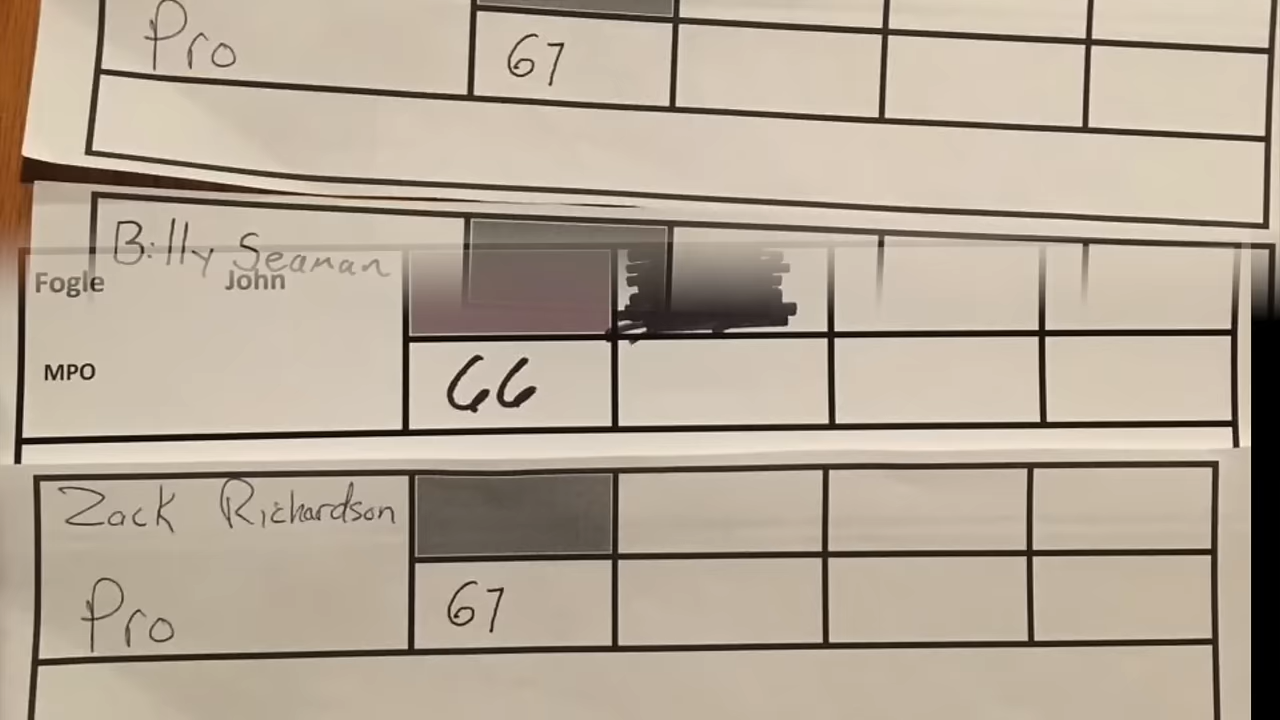 Pro 67
Billy Seaman
Fogle John
MPO 66
Zack Richardson
Pro 67